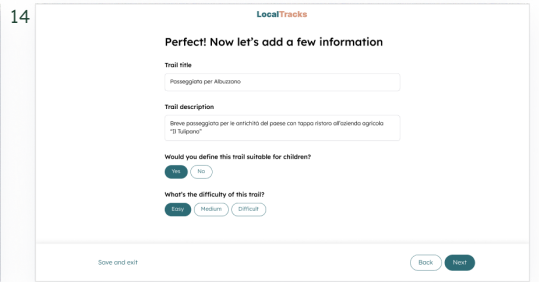 14
LocalTracks
Perfect! Now let's add a few information
Trail title
Passeggiata per Albuzzano
Trail description
Breve passeggiata per le antichità del paese con tappa ristoro all'azienda agricola
"Il Tulipano"
Would you define this trail suitable for children?
Yes No
What's the difficulty of this trail?
Easy Medium Difficult
Save and exit Back Next